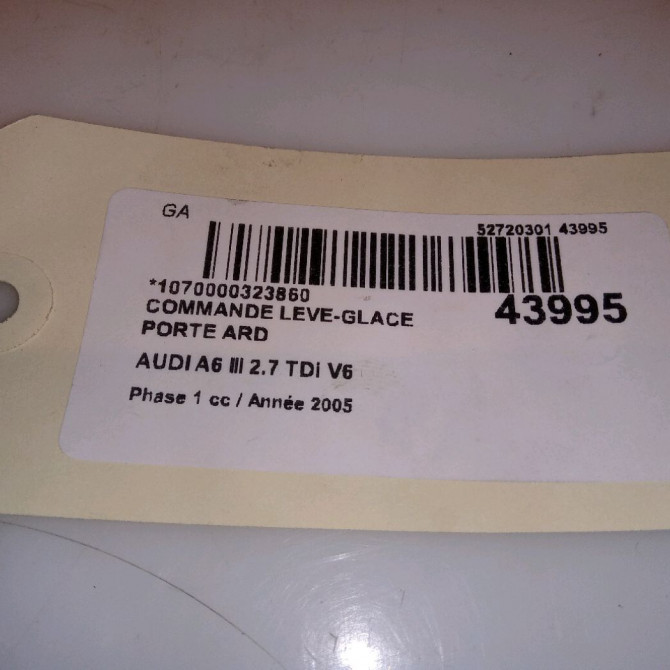 GA
52720301 43995
*1070000323860
43995
COMMANDE LEVE-GLACE
PORTE ARD
AUDI A6 III 2.7 TDi V6
Phase 1 cc / Année 2005